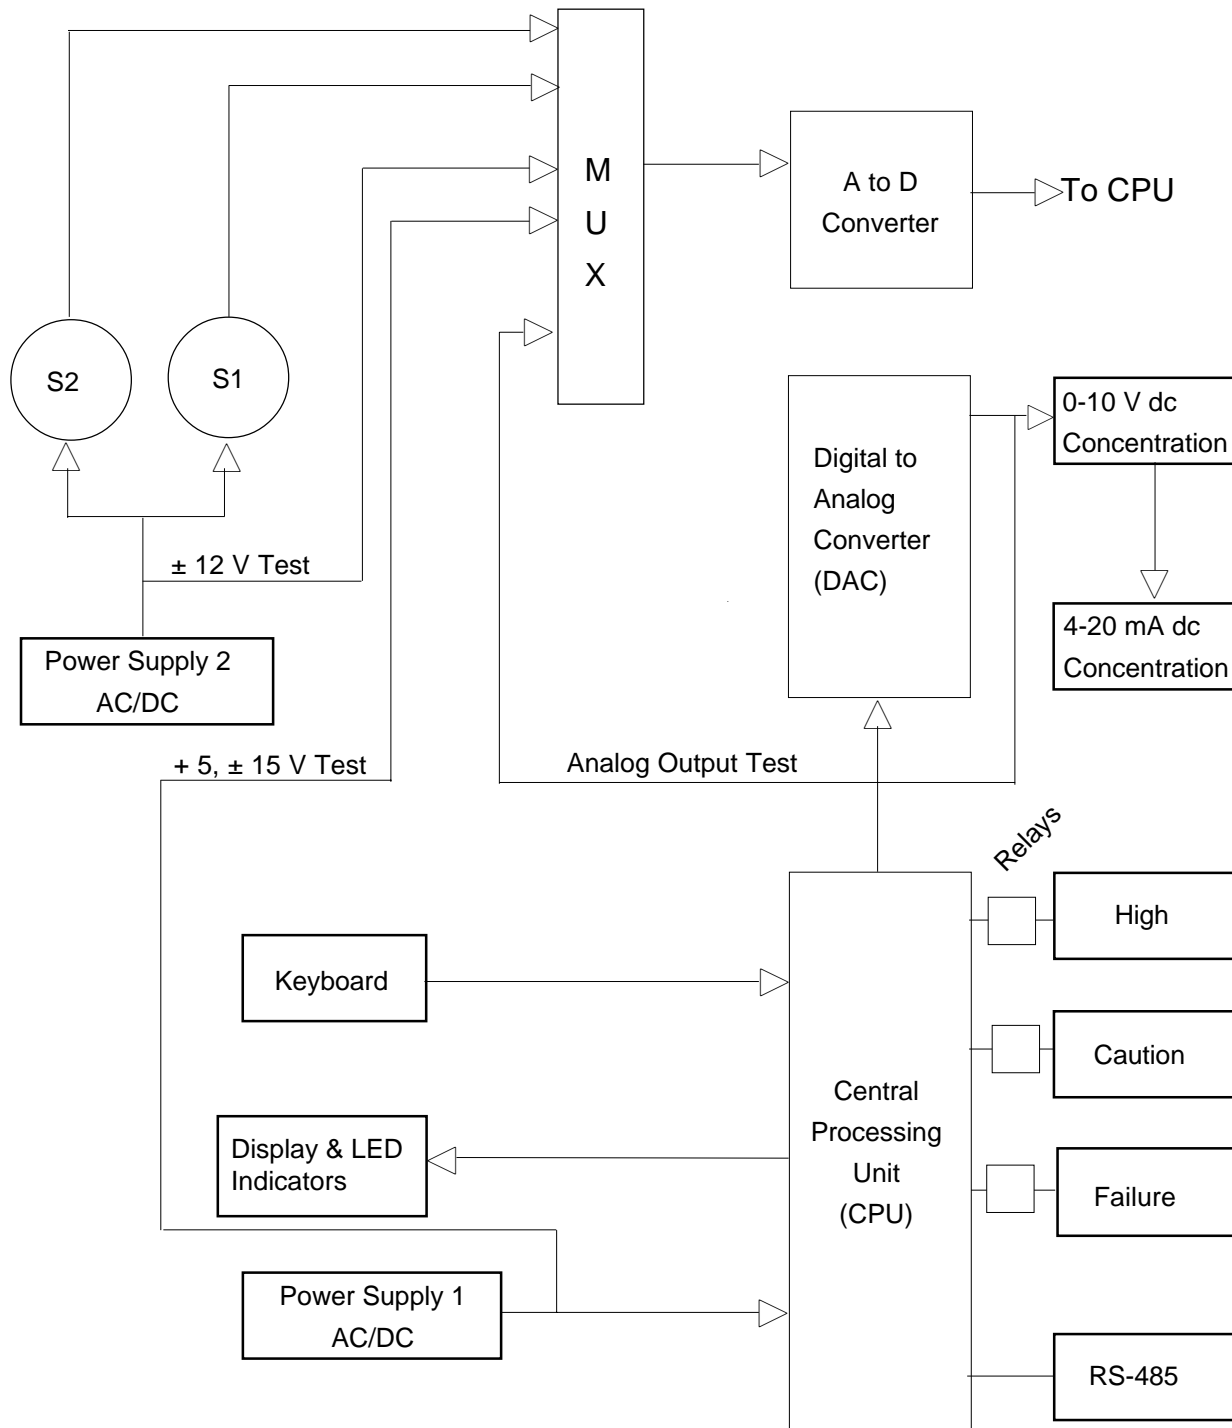 M
U
X
A to D
Converter
To CPU
S2
S1
0-10 V dc
Concentration
Digital to
Analog
Converter
(DAC)
± 12 V Test
4-20 mA dc
Concentration
Power Supply 2
AC/DC
+ 5, ± 15 V Test
Analog Output Test
Relays
High
Keyboard
Caution
Central
Processing
Unit
(CPU)
Display & LED
Indicators
Failure
Power Supply 1
AC/DC
RS-485